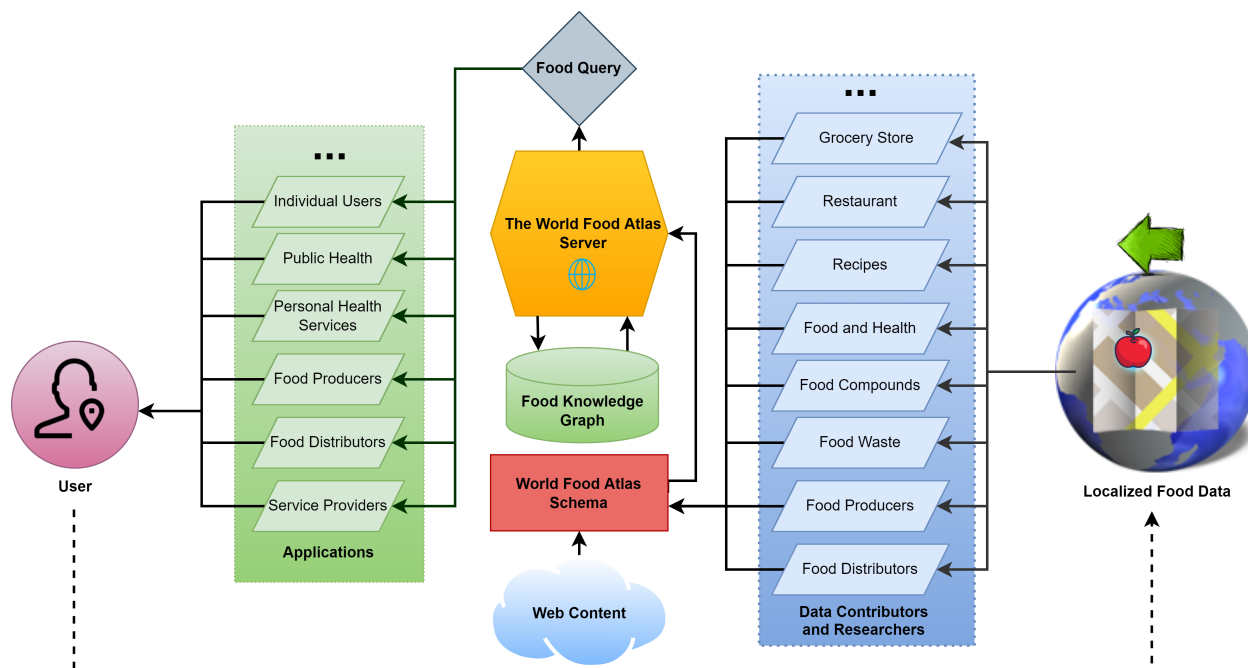 Food Query
...
Individual Users
Public Health
Personal Health
Services
Food Producers
Food Distributors
Service Providers
Applications
User
The World Food Atlas
Server
Food Knowledge
Graph
World Food Atlas
Schema
Web Content
...
Grocery Store
Restaurant
Recipes
Food and Health
Food Compounds
Food Waste
Food Producers
Food Distributors
Data Contributors
and Researchers
Localized Food Data